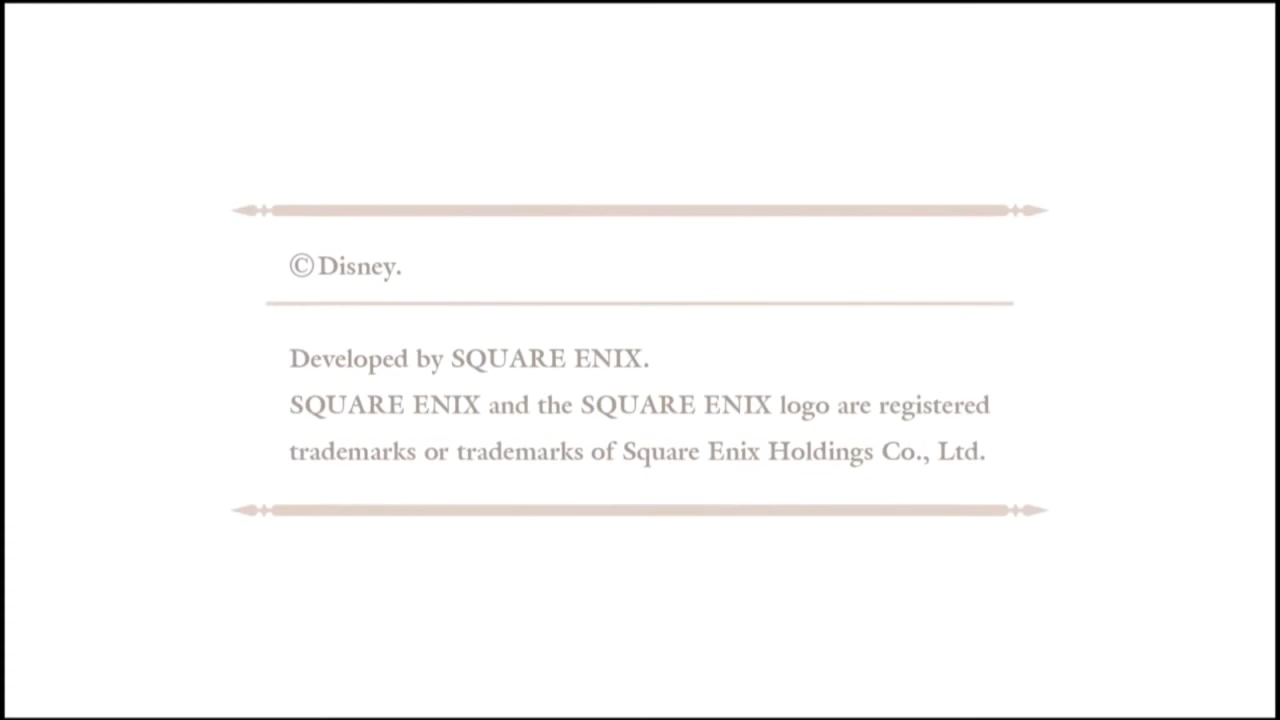 © Disney.
Developed by SQUARE ENIX.
SQUARE ENIX and the SQUARE ENIX logo are registered
trademarks or trademarks of Square Enix Holdings Co., Ltd.